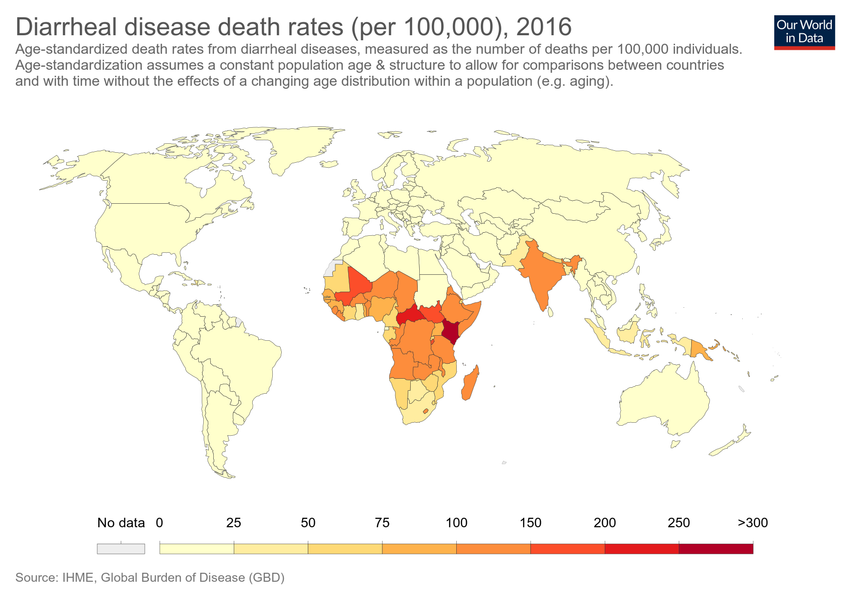 Diarrheal disease death rates (per 100,000), 2016
Our World
in Data
Age-standardized death rates from diarrheal diseases, measured as the number of deaths per 100,000 individuals.
Age-standardization assumes a constant population age & structure to allow for comparisons between countries
and with time without the effects of a changing age distribution within a population (e.g. aging).
No data 0 25 50 75 100 150 200 250 >300
Source: IHME, Global Burden of Disease (GBD)